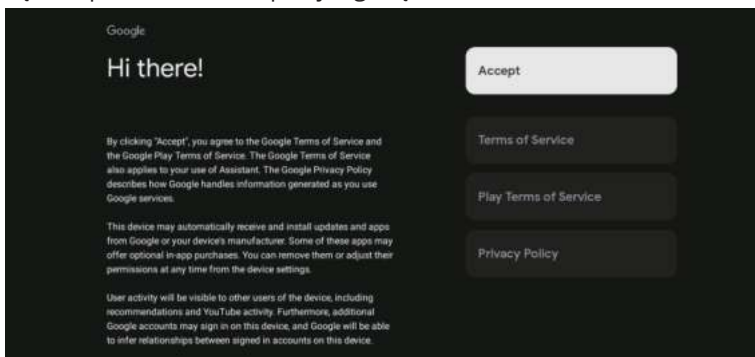 Google
Hi there!
By clicking "Accept", you agree to the Google Terms of Service and
the Google Play Terms of Service. The Google Terms of Service
also applies to your use of Assistant. The Google Privacy Policy
describes how Google handles information generated as you use
Google services.
This device may automatically receive and install updates and apps
from Google or your device's manufacturer. Some of these apps may
offer optional in-app purchases. You can remove them or adjust their
permissions at any time from the device settings.
User activity will be visible to other users of the device, including
recommendations and YouTube activity. Furthermore, additional
Google accounts may sign in on this device, and Google will be able
to infer relationships between signed in accounts on this device.
Accept
Terms of Service
Play Terms of Service
Privacy Policy